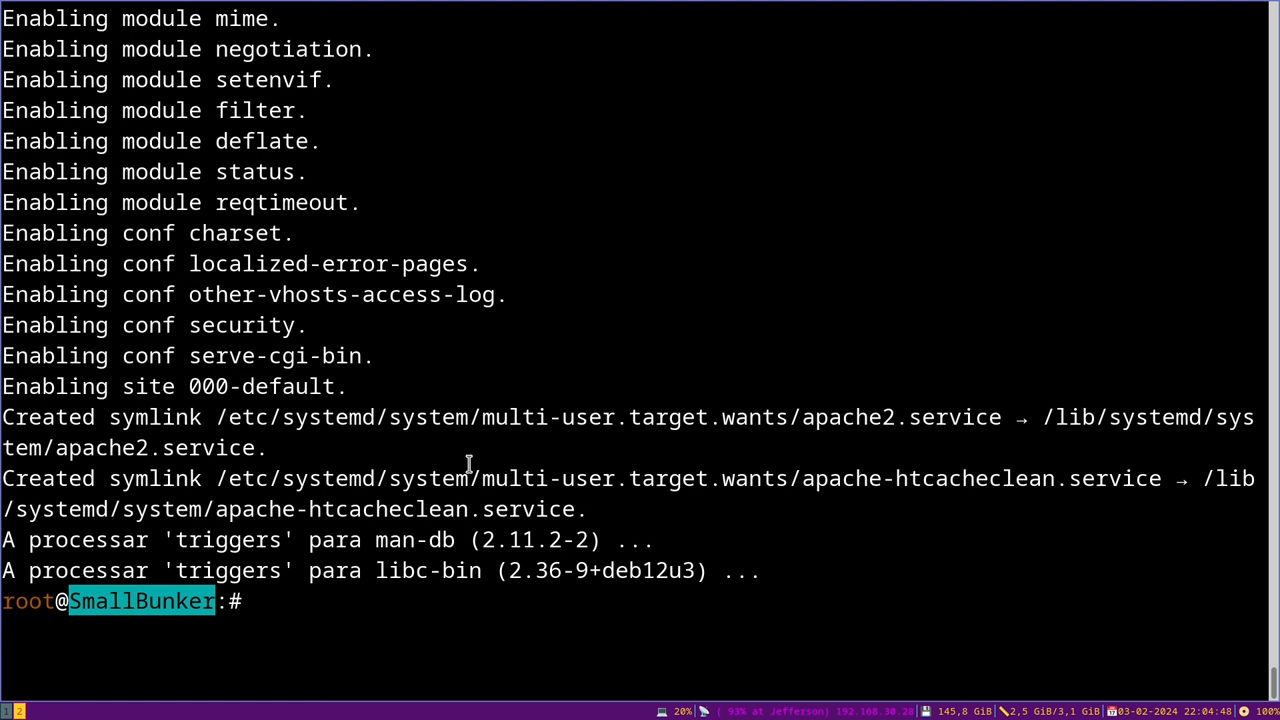 Enabling module mime.
Enabling module negotiation.
Enabling module setenvif.
Enabling module filter.
Enabling module deflate.
Enabling module status.
Enabling module reqtimeout.
Enabling conf charset.
Enabling conf localized-error-pages.
Enabling conf other-vhosts-access-log.
Enabling conf security.
Enabling conf serve-cgi-bin.
Enabling site 000-default.
Created symlink /etc/systemd/system/multi-user.target.wants/apache2.service → /lib/systemd/sys
tem/apache2.service.
Created symlink /etc/systemd/system/multi-user.target.wants/apache-htcacheclean.service → /lib
/systemd/system/apache-htcacheclean.service.
A processar 'triggers' para man-db (2.11.2-2) ...
A processar 'triggers' para libc-bin (2.36-9+deb12u3) ...
root@SmallBunker:#
1 2 💻 20%|📡 ( 93% at Jefferson) 192.168.30.28|💾 145,8 GiB|📏2,5 GiB/3,1 GiB|📅03-02-2024 22:04:48|📀 100%